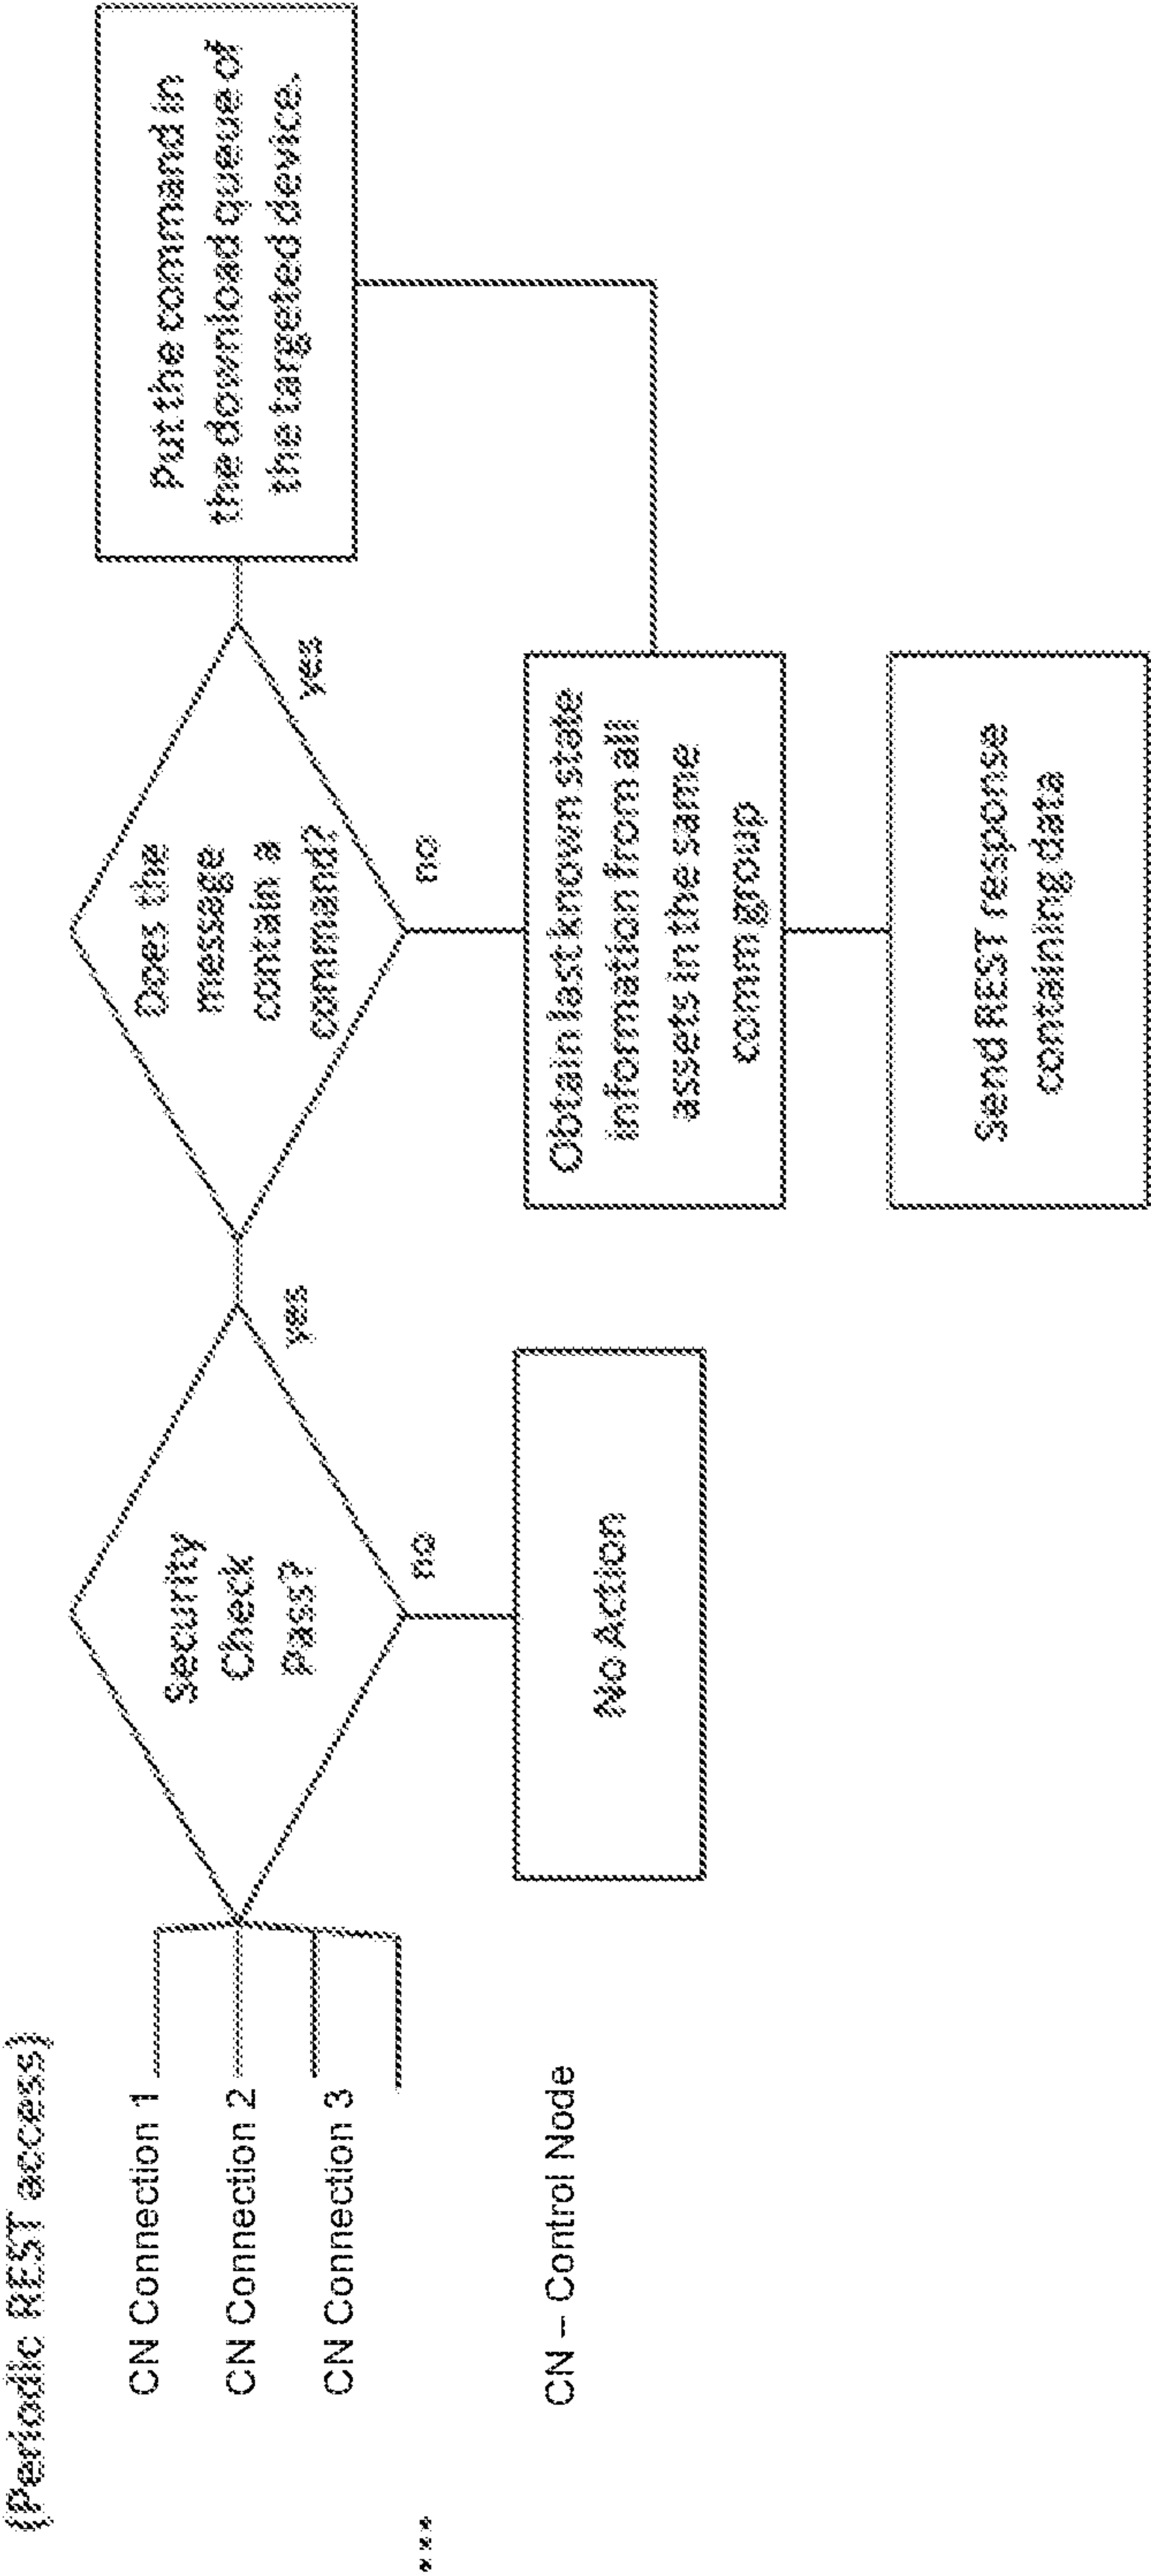 (Periodic REST access)
CN Connection 1
CN Connection 2
CN Connection 3
...
CN – Control Node
Security
Check
Pass?
yes
no
No Action
Does the
message
contain a
command?
yes
no
Put the command in
the download queue of
the targeted device.
Obtain last known state
information from all
assets in the same
comm group
Send REST response
containing data